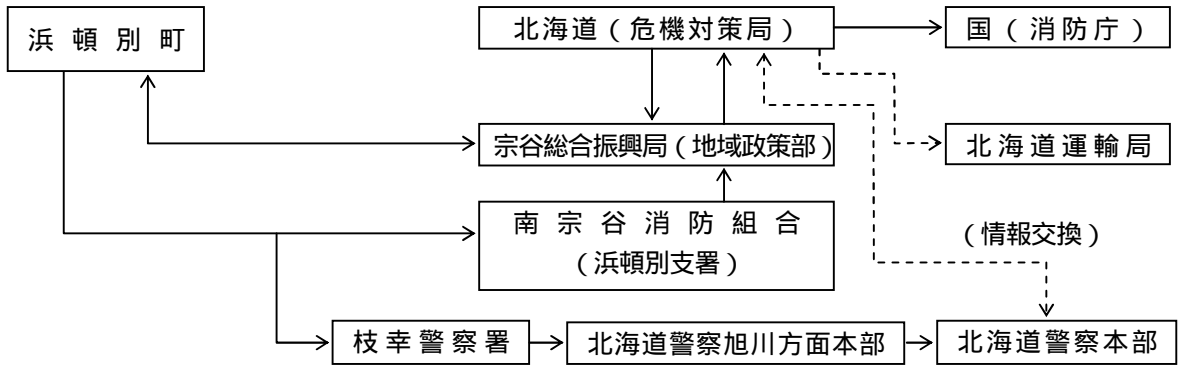 浜頓別町
北海道(危機対策局)
国(消防庁)
宗谷総合振興局(地域政策部)
北海道運輸局
南宗谷消防組合
(浜頓別支署)
(情報交換)
枝幸警察署
北海道警察旭川方面本部
北海道警察本部